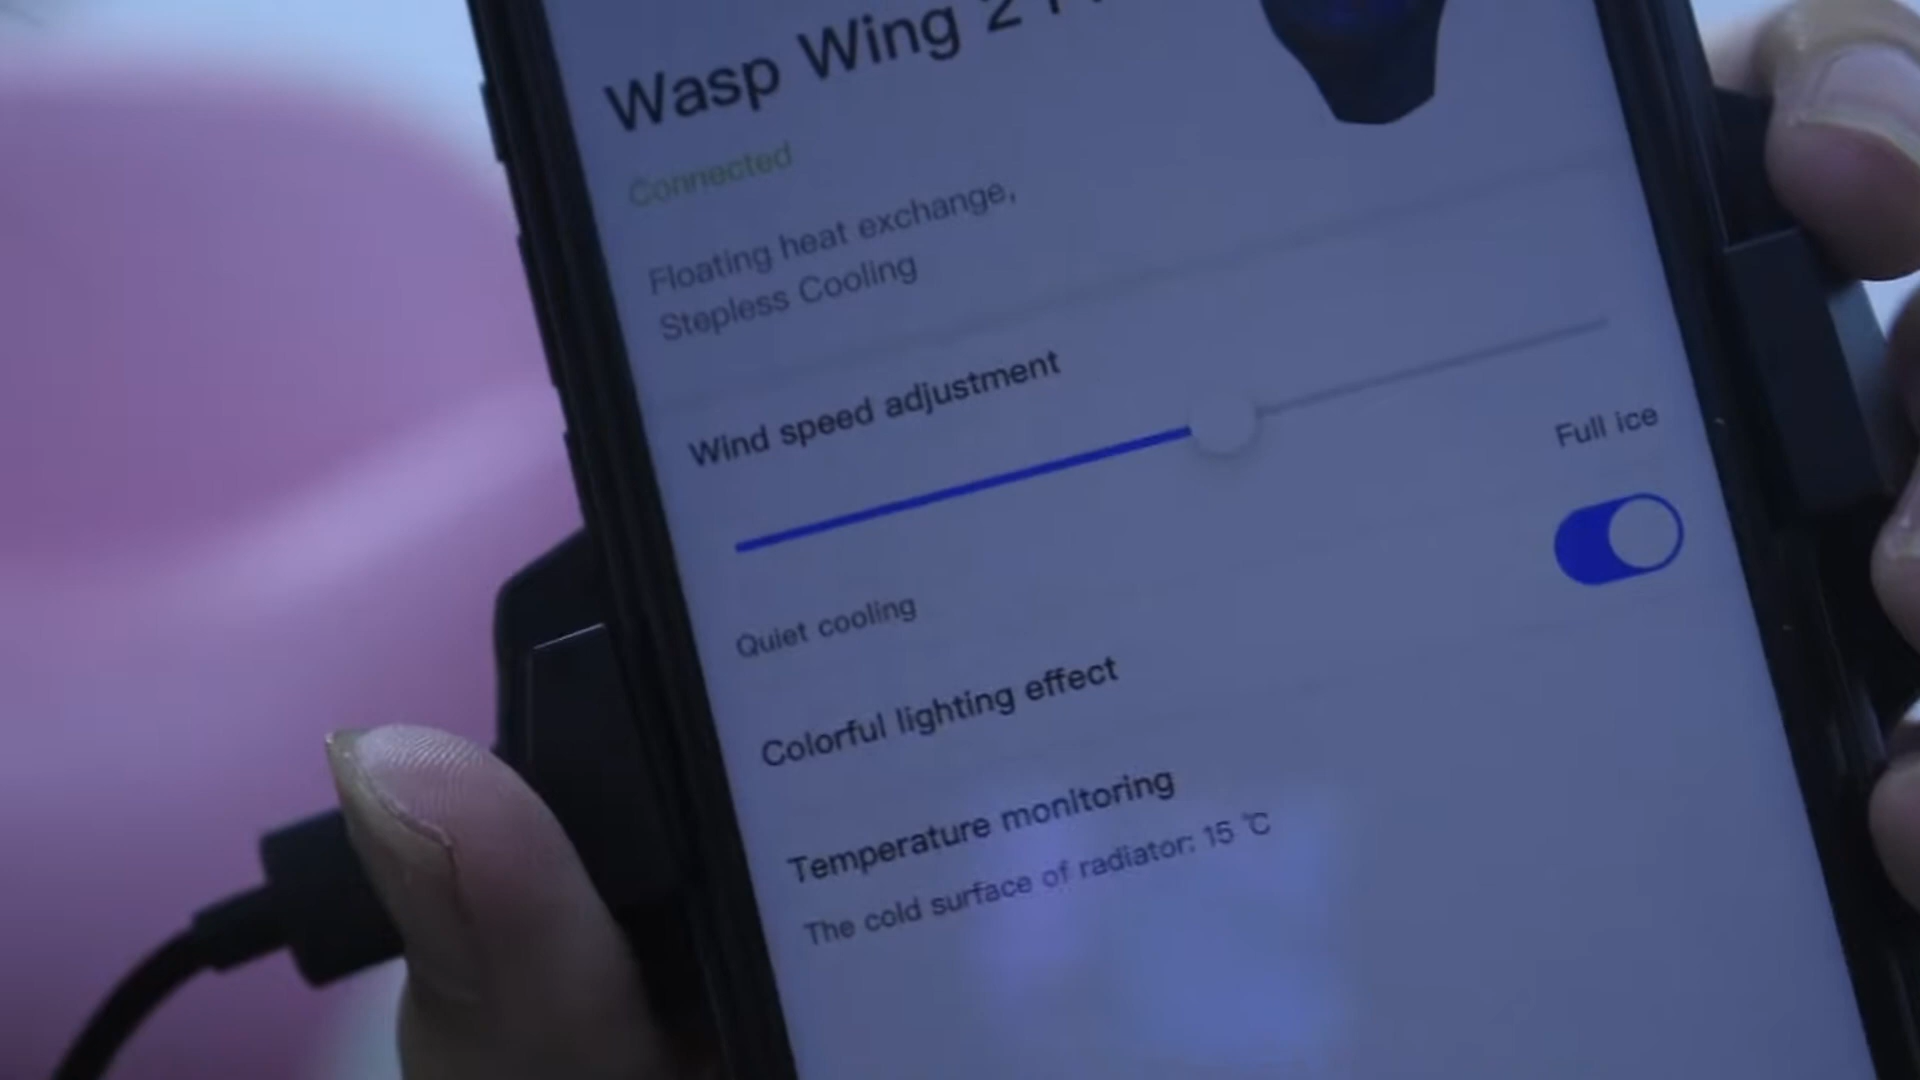 Wasp Wing 2
Connected
Floating heat exchange,
Stepless Cooling
Wind speed adjustment
Full ice
Quiet cooling
Colorful lighting effect
Temperature monitoring
The cold surface of radiator: 15 ℃